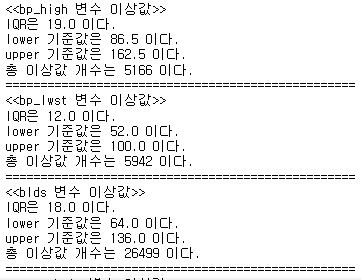 <<bp_high 변수 이상값>>
IQR은 19.0 이다.
lower 기준값은 86.5 이다.
upper 기준값은 162.5 이다.
총 이상값 개수는 5166 이다.
==================================================
<<bp_lwst 변수 이상값>>
IQR은 12.0 이다.
lower 기준값은 52.0 이다.
upper 기준값은 100.0 이다.
총 이상값 개수는 5942 이다.
==================================================
<<blds 변수 이상값>>
IQR은 18.0 이다.
lower 기준값은 64.0 이다.
upper 기준값은 136.0 이다.
총 이상값 개수는 26499 이다.
==================================================